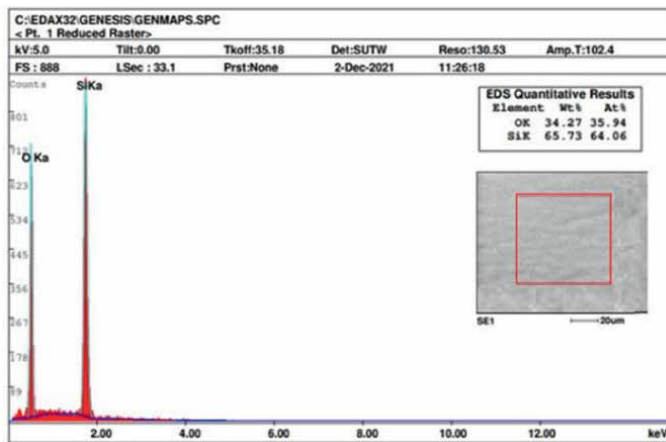 C:\EDAX32\GENESIS\GENMAPS.SPC
< Pt. 1 Reduced Raster>
kV:5.0 Tilt:0.00 Tkoff:35.18 Det:SUTW Reso:130.53 Amp.T:102.4
FS : 888 LSec : 33.1 Prst:None 2-Dec-2021 11:26:18
Counts
SiKa
EDS Quantitative Results
Element Wt% At%
OK 34.27 35.94
SiK 65.73 64.06
801
712
O Ka
623
534
445
356
267
178
89
SE1 20um
2.00 4.00 6.00 8.00 10.00 12.00 keV